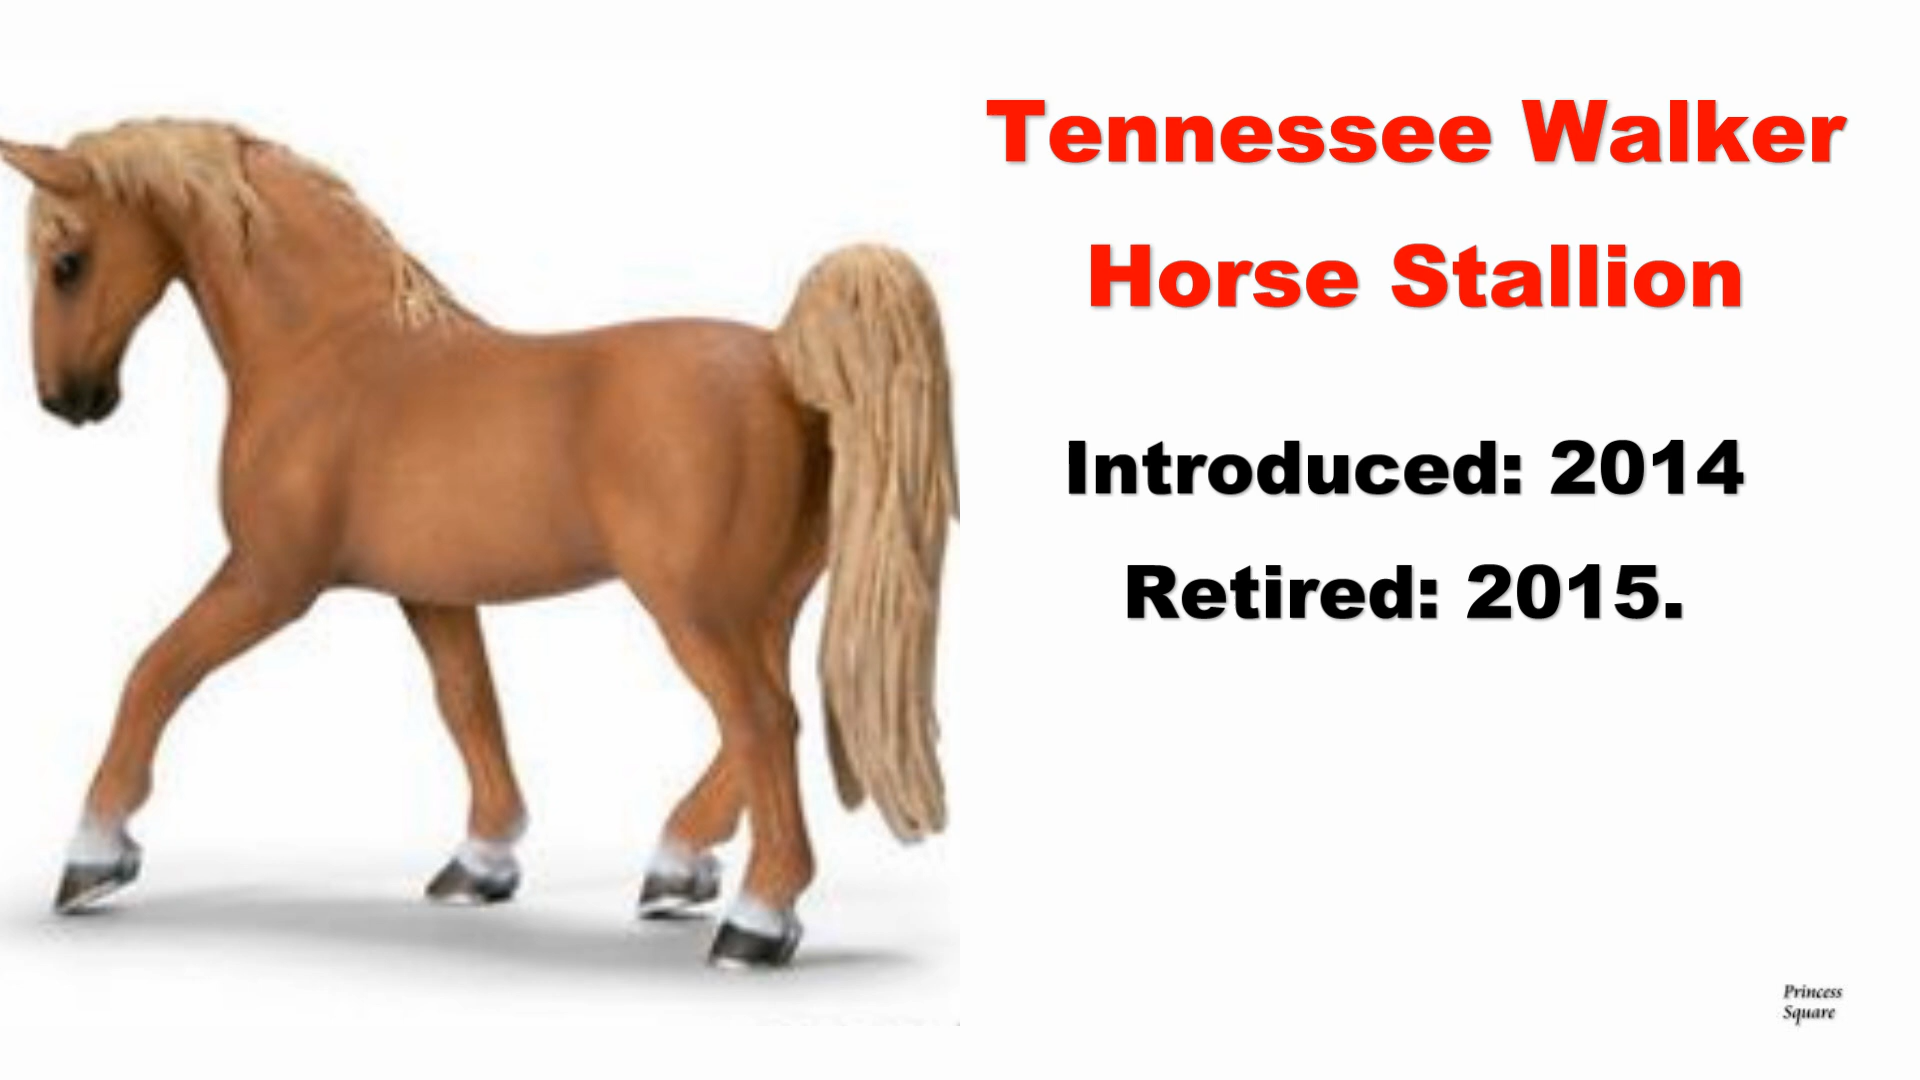 Tennessee Walker
Horse Stallion
Introduced: 2014
Retired: 2015.
Princess
Square